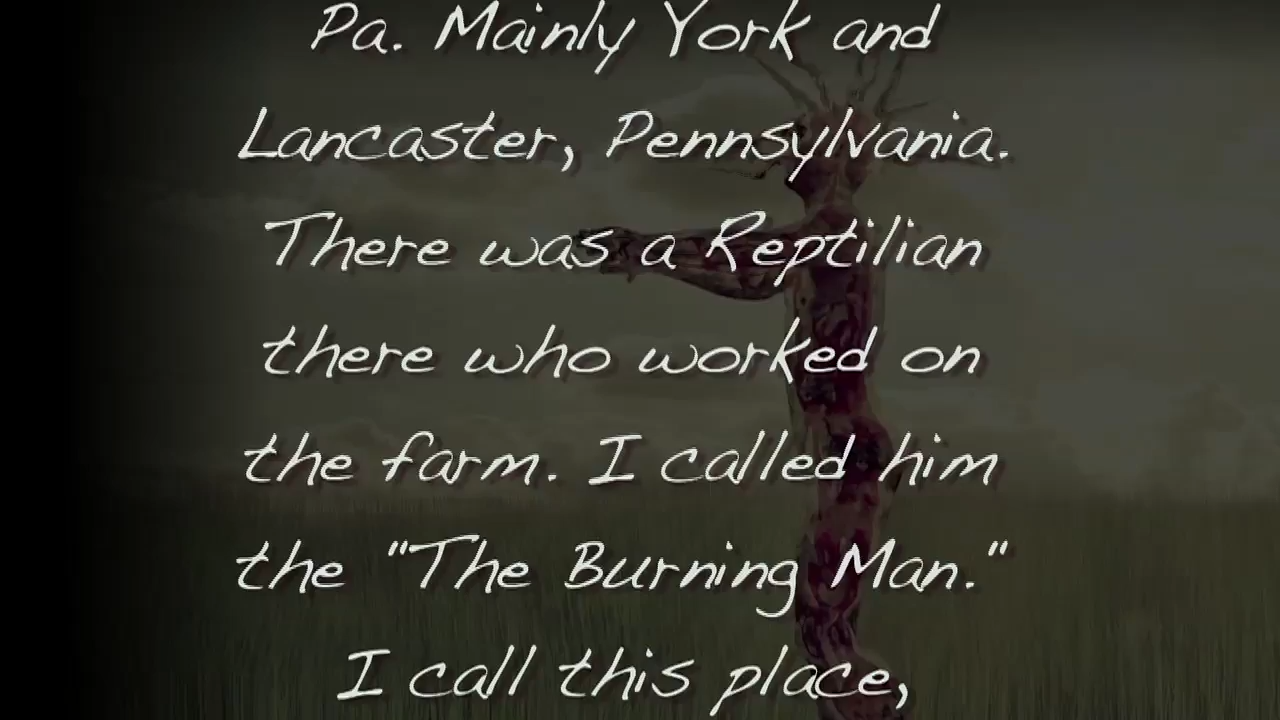 Pa. Mainly York and
Lancaster, Pennsylvania.
There was a Reptilian
there who worked on
the farm. I called him
the "The Burning Man."
I call this place,